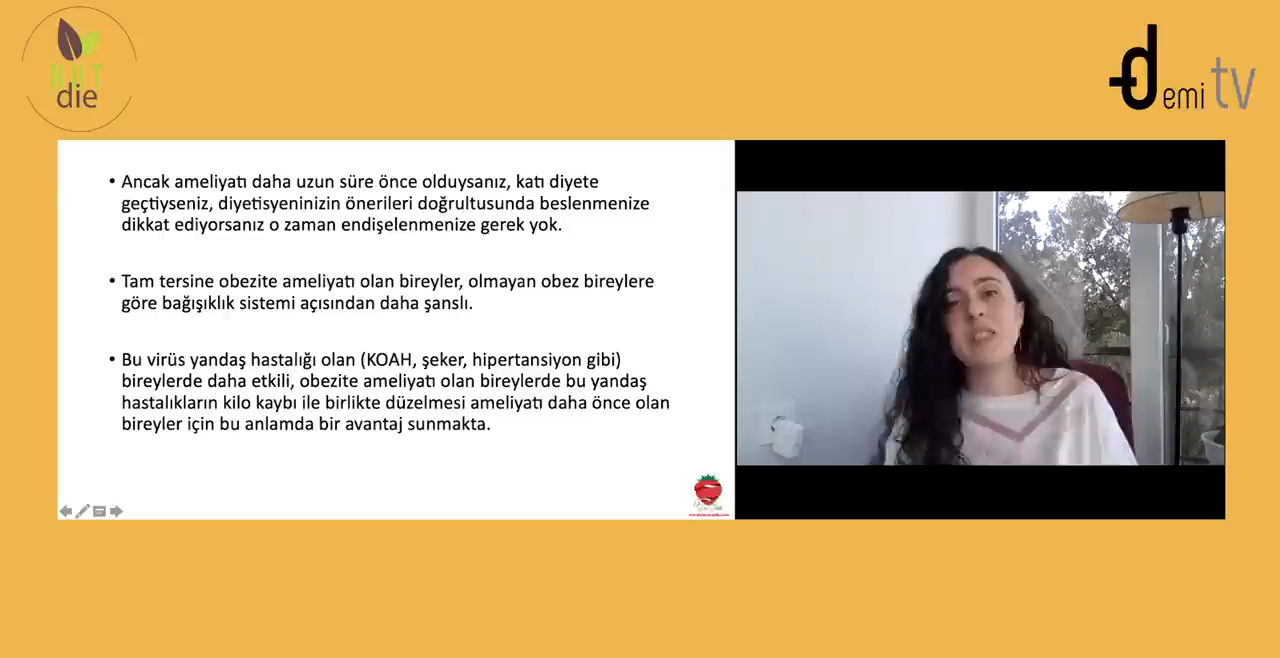 NUT
die
demi tv
• Ancak ameliyatı daha uzun süre önce olduysanız, katı diyete
geçtiyseniz, diyetisyeninizin önerileri doğrultusunda beslenmenize
dikkat ediyorsanız o zaman endişelenmenize gerek yok.
• Tam tersine obezite ameliyatı olan bireyler, olmayan obez bireylere
göre bağışıklık sistemi açısından daha şanslı.
• Bu virüs yandaş hastalığı olan (KOAH, şeker, hipertansiyon gibi)
bireylerde daha etkili, obezite ameliyatı olan bireylerde bu yandaş
hastalıkların kilo kaybı ile birlikte düzelmesi ameliyatı daha önce olan
bireyler için bu anlamda bir avantaj sunmakta.